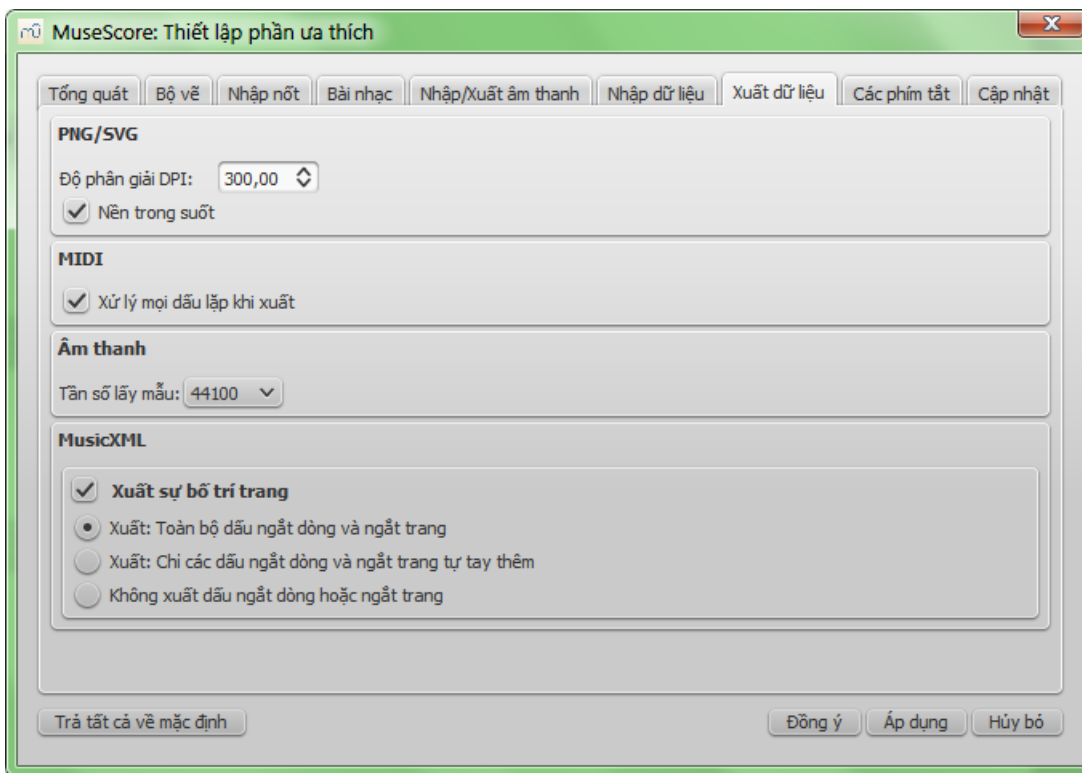 MuseScore: Thiết lập phần ưa thích
Tổng quát Bộ vẽ Nhập nốt Bài nhạc Nhập/Xuất âm thanh Nhập dữ liệu Xuất dữ liệu Các phím tắt Cập nhật
PNG/SVG
Độ phân giải DPI: 300,00
Nền trong suốt
MIDI
Xử lý mọi dấu lặp khi xuất
Âm thanh
Tần số lấy mẫu: 44100
MusicXML
Xuất sự bố trí trang
Xuất: Toàn bộ dấu ngắt dòng và ngắt trang
Xuất: Chỉ các dấu ngắt dòng và ngắt trang tự tay thêm
Không xuất dấu ngắt dòng hoặc ngắt trang
Trả tất cả về mặc định Đồng ý Áp dụng Hủy bỏ